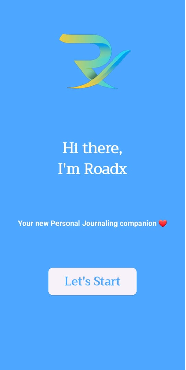 Hi there,
I'm Roadx
Your new Personal Journaling companion ❤️
Let's Start